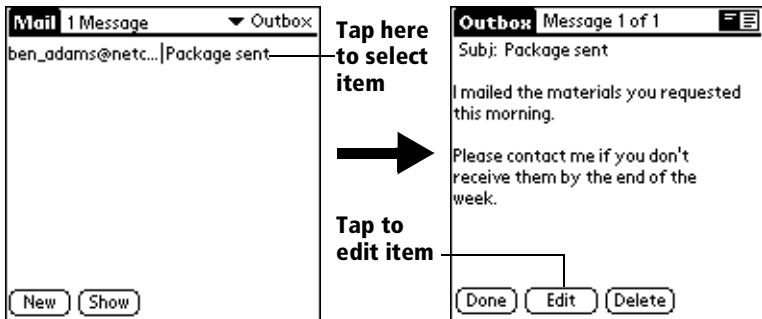 Mail 1 Message ▼ Outbox
ben_adams@netc...|Package sent
New Show
Tap here
to select
item
Tap to
edit item
Outbox Message 1 of 1
Subj: Package sent
I mailed the materials you requested
this morning.
Please contact me if you don't
receive them by the end of the
week.
Done Edit Delete